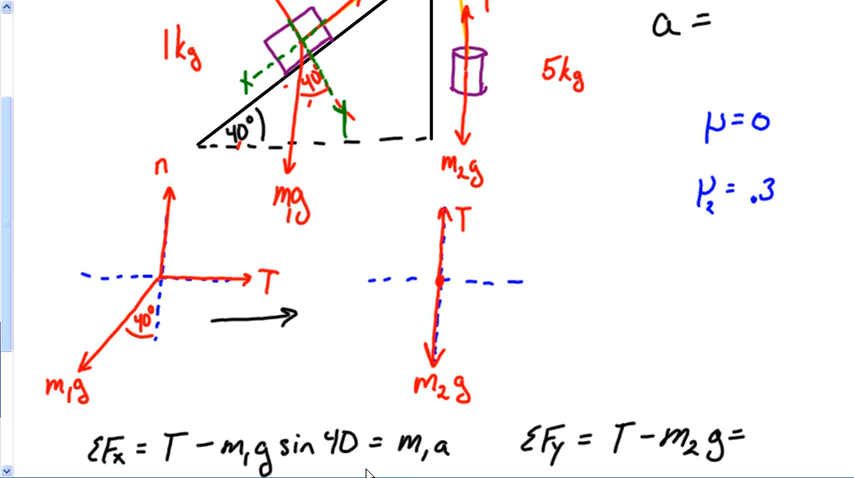 a =
1kg
5kg
40°
x
y
40°
m₂g
μ = 0
m₁g
μ₂ = .3
n
T
T
40°
m₁g
m₂g
ΣFx = T - m₁g sin 40 = m₁a
ΣFy = T - m₂g =